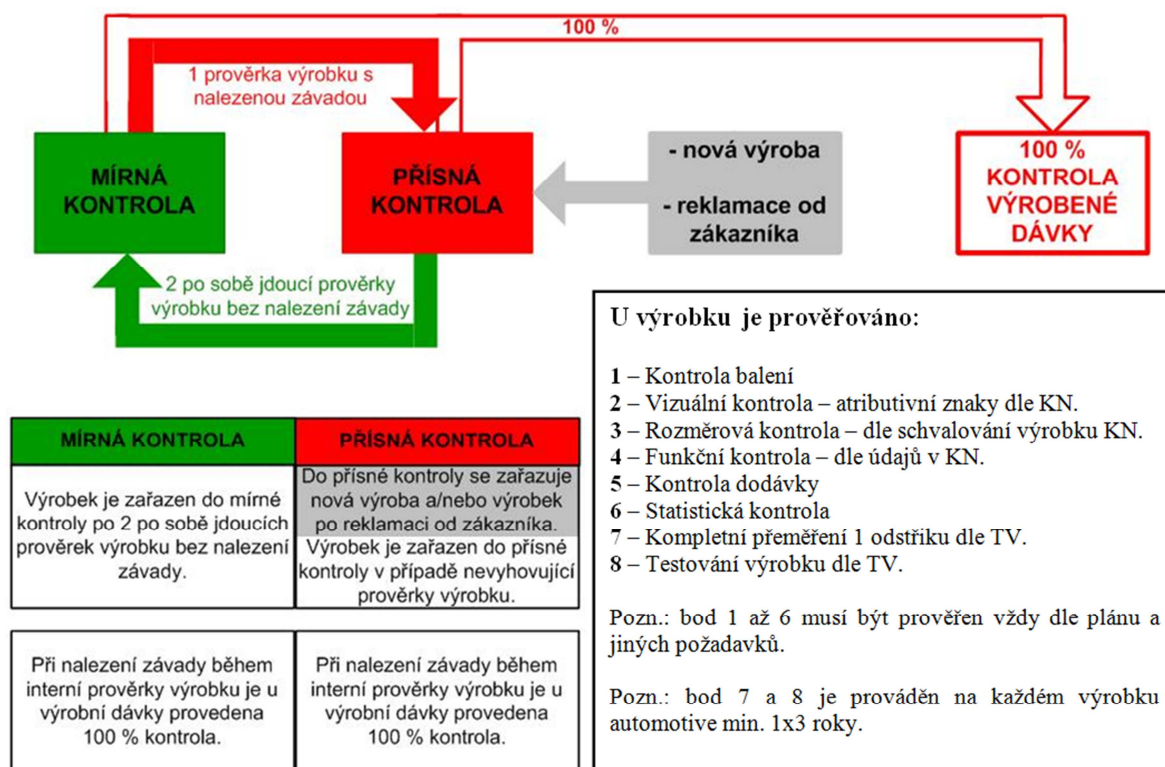 100 %
1 prověrka výrobku s
nalezenou závadou
MÍRNÁ
KONTROLA
PŘÍSNÁ
KONTROLA
- nová výroba
- reklamace od
zákazníka
100 %
KONTROLA
VÝROBENÉ
DÁVKY
2 po sobě jdoucí prověrky
výrobku bez nalezení závady
MÍRNÁ KONTROLA
PŘÍSNÁ KONTROLA
Výrobek je zařazen do mírné
kontroly po 2 po sobě jdoucích
prověrek výrobku bez nalezení
závady.
Do přísné kontroly se zařazuje
nová výroba a/nebo výrobek
po reklamaci od zákazníka.
Výrobek je zařazen do přísné
kontroly v případě nevyhovující
prověrky výrobku.
Při nalezení závady během
interní prověrky výrobku je u
výrobní dávky provedena
100 % kontrola.
Při nalezení závady během
interní prověrky výrobku je u
výrobní dávky provedena
100 % kontrola.
U výrobku je prověřováno:
1 – Kontrola balení
2 – Vizuální kontrola – atributivní znaky dle KN.
3 – Rozměrová kontrola – dle schvalování výrobku KN.
4 – Funkční kontrola – dle údajů v KN.
5 – Kontrola dodávky
6 – Statistická kontrola
7 – Kompletní přeměření 1 odstřiku dle TV.
8 – Testování výrobku dle TV.
Pozn.: bod 1 až 6 musí být prověřen vždy dle plánu a
jiných požadavků.
Pozn.: bod 7 a 8 je prováděn na každém výrobku
automotive min. 1x3 roky.